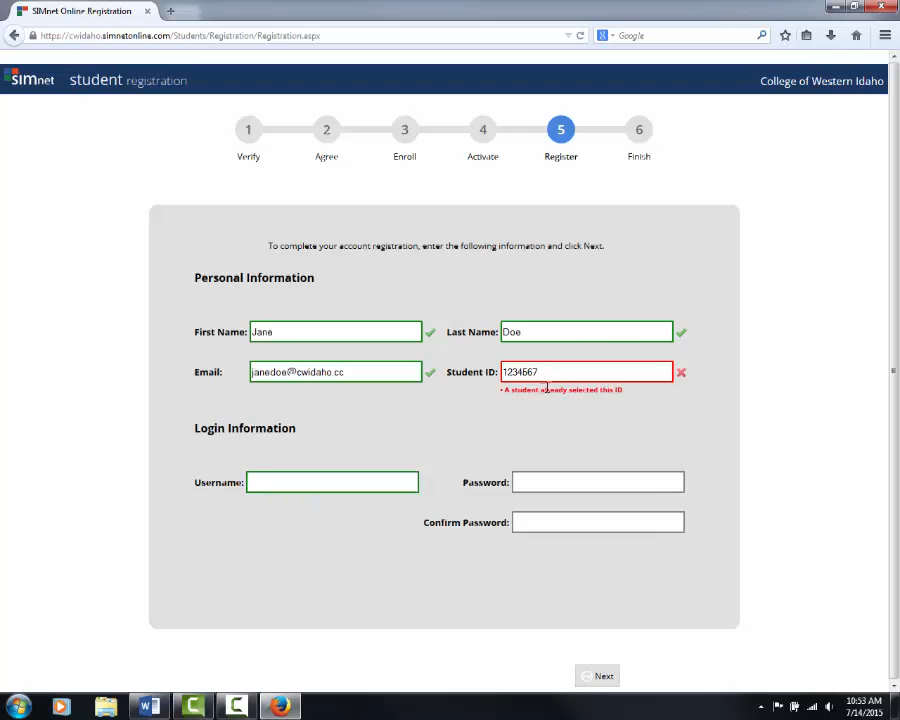 SIMnet Online Registration
https://cwidaho.simnetonline.com/Students/Registration/Registration.aspx
Google
SIMnet student registration
College of Western Idaho
1 2 3 4 5 6
Verify Agree Enroll Activate Register Finish
To complete your account registration, enter the following information and click Next.
Personal Information
First Name: Jane Last Name: Doe
Email: janedoe@cwidaho.cc Student ID: 1234567
• A student already selected this ID
Login Information
Username: Password:
Confirm Password:
Next
10:53 AM
7/14/2015